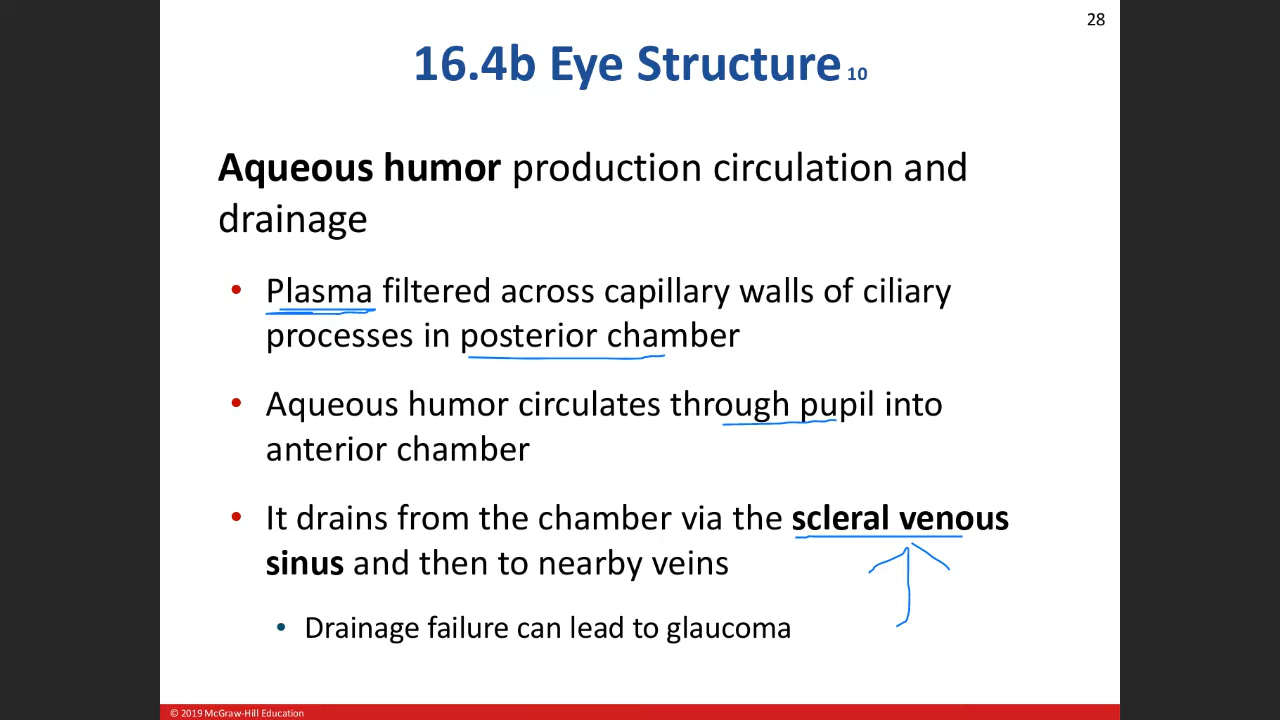 28
16.4b Eye Structure 10
Aqueous humor production circulation and
drainage
• Plasma filtered across capillary walls of ciliary
processes in posterior chamber
• Aqueous humor circulates through pupil into
anterior chamber
• It drains from the chamber via the scleral venous
sinus and then to nearby veins
• Drainage failure can lead to glaucoma
© 2019 McGraw-Hill Education